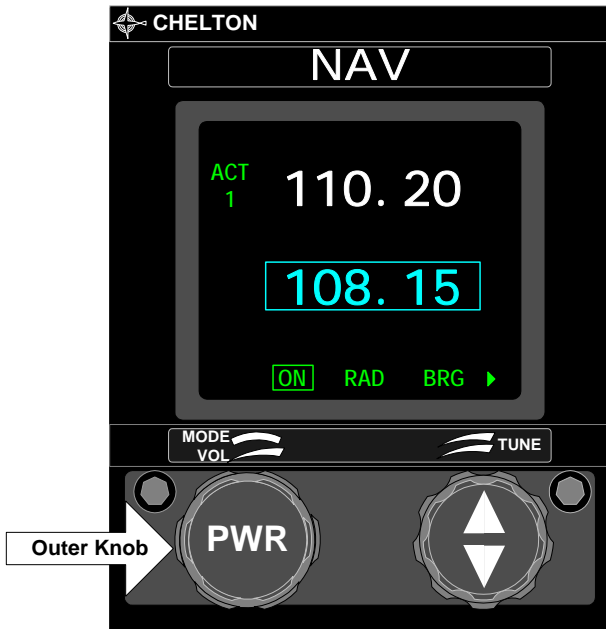 CHELTON
NAV
ACT
1
110. 20
108. 15
ON RAD BRG
MODE
VOL
TUNE
Outer Knob
PWR